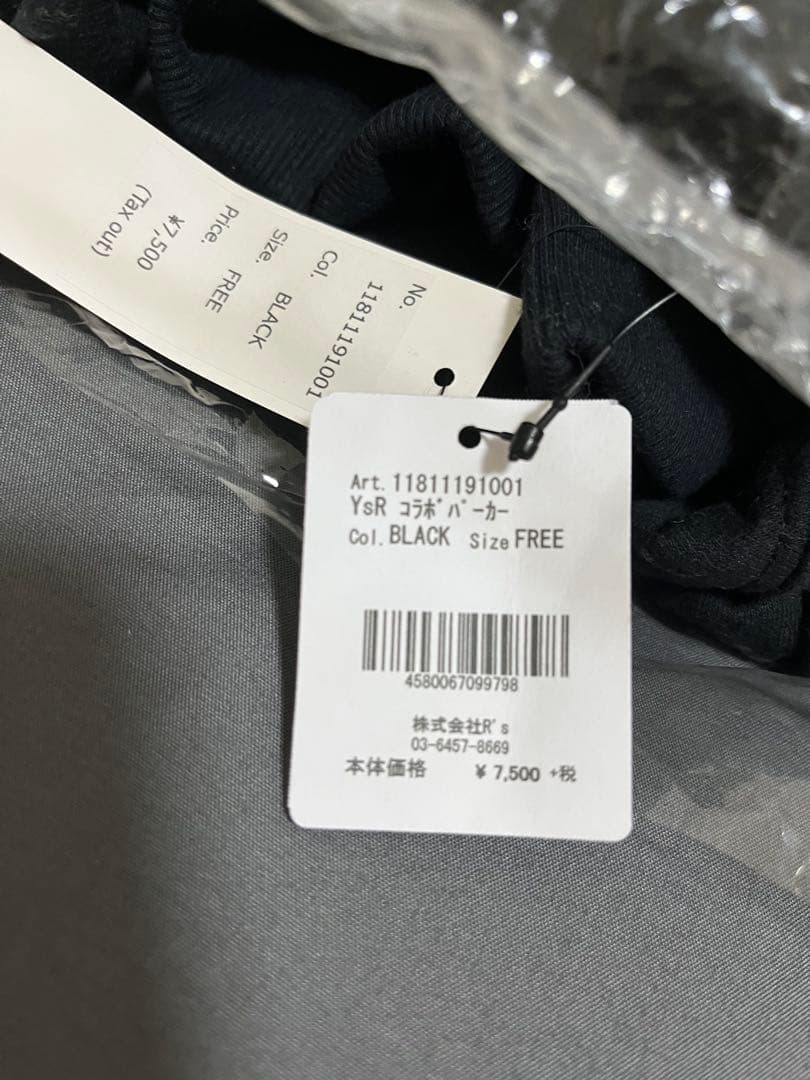 No. 11811191001
Col. BLACK
Size. FREE
Price. ¥7,500
(Tax out)
Art. 11811191001
YsR ｺﾗﾎﾞﾊﾟｰｶｰ
Col. BLACK Size FREE
4580067099798
株式会社R's
03-6457-8669
本体価格 ¥ 7,500 +税